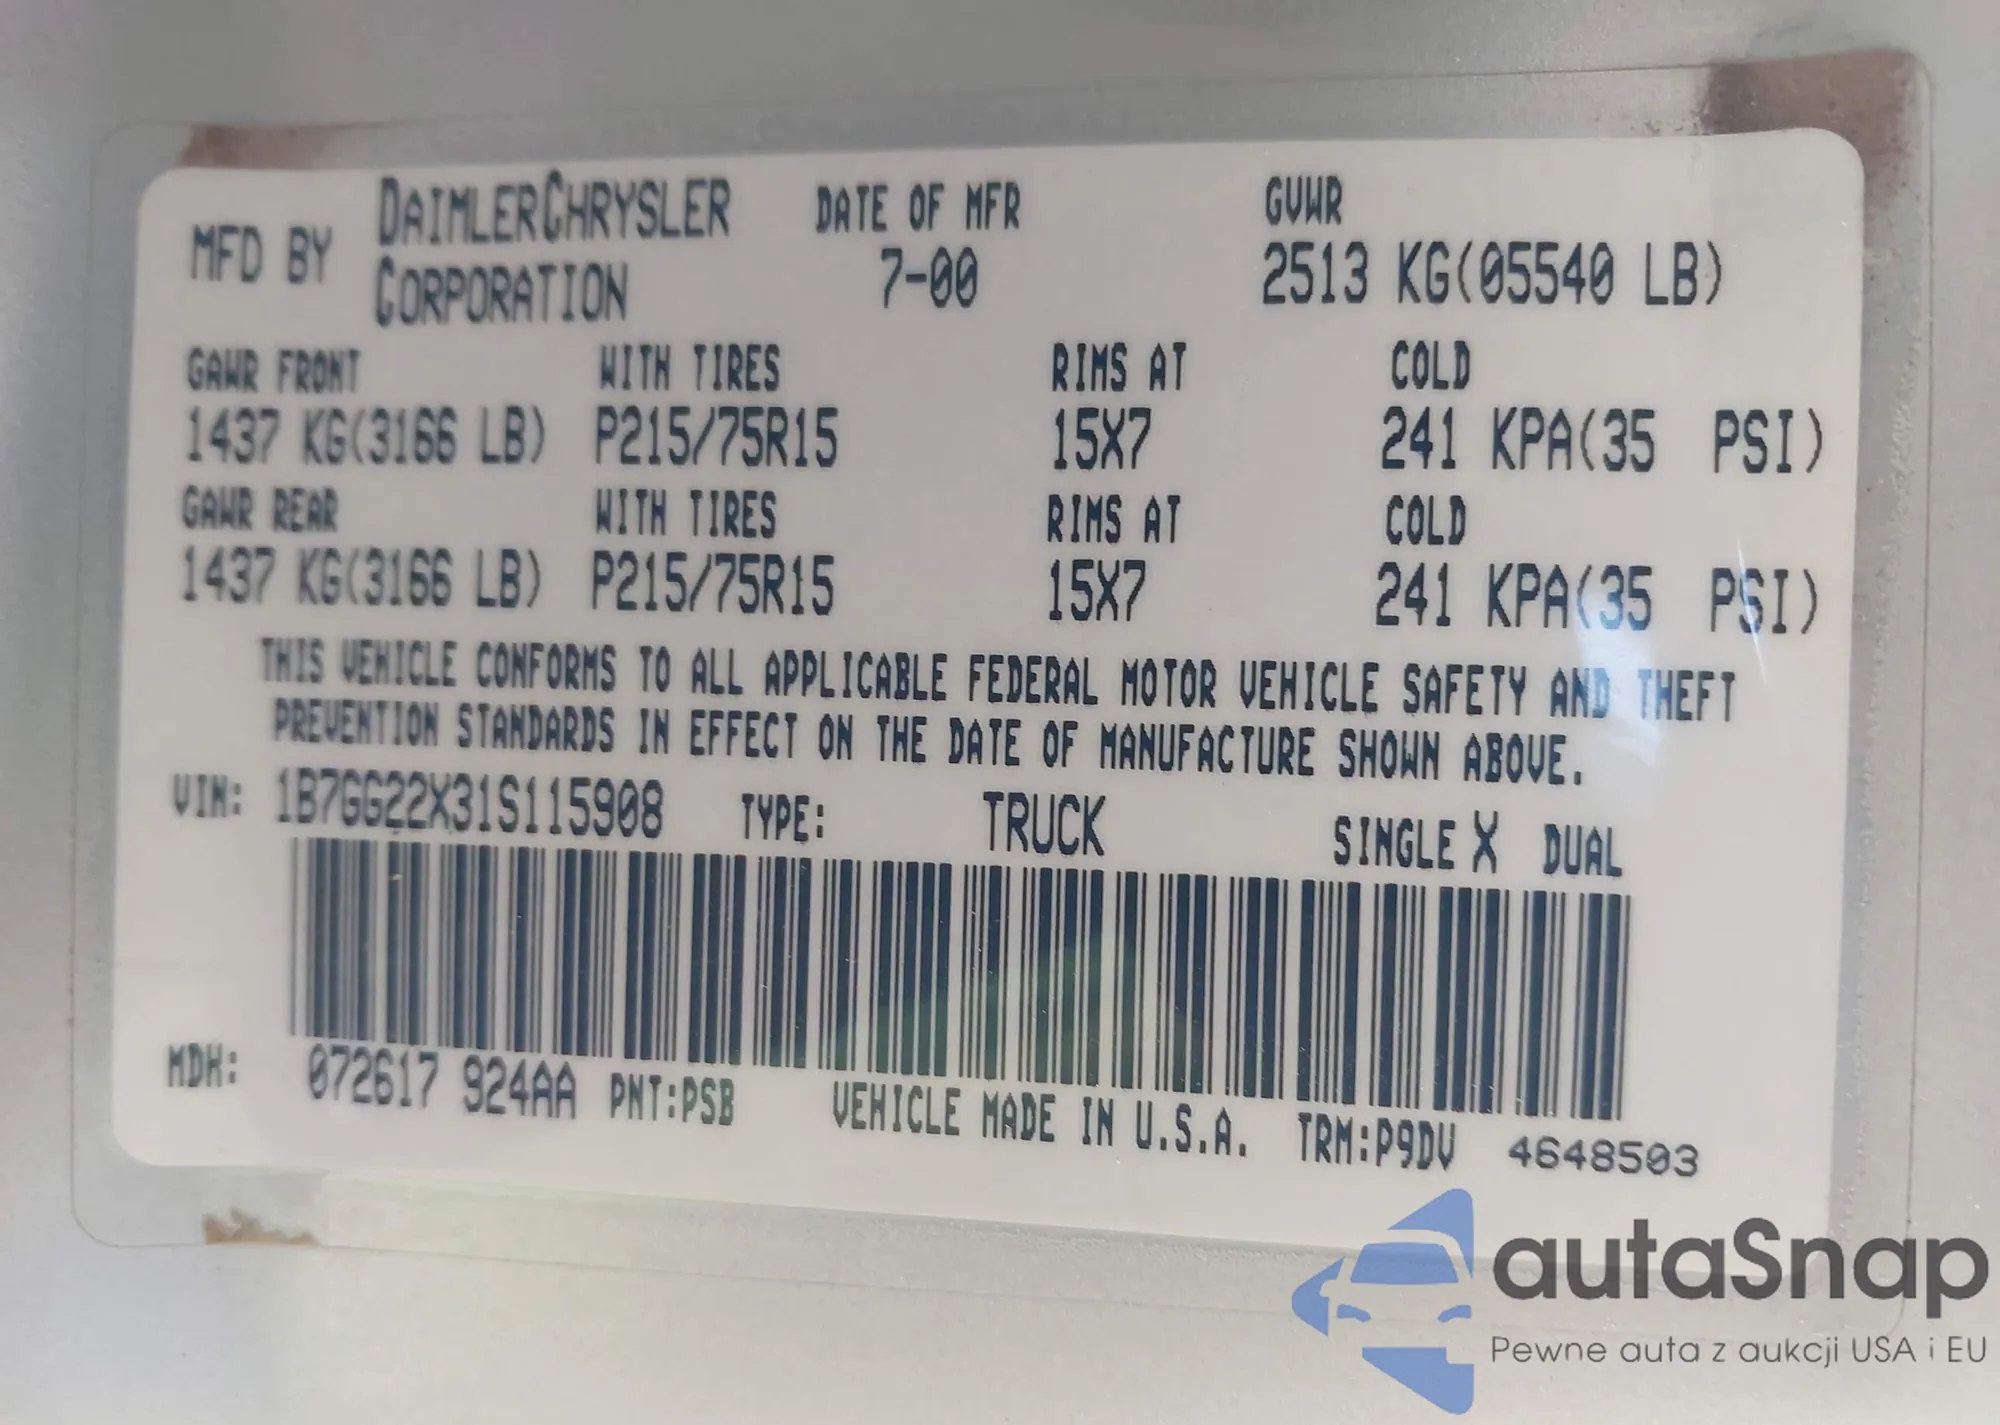 MFD BY DAIMLERCHRYSLER CORPORATION DATE OF MFR 7-00 GVWR 2513 KG(05540 LB)
GAWR FRONT WITH TIRES RIMS AT COLD
1437 KG(3166 LB) P215/75R15 15X7 241 KPA(35 PSI)
GAWR REAR WITH TIRES RIMS AT COLD
1437 KG(3166 LB) P215/75R15 15X7 241 KPA(35 PSI)
THIS VEHICLE CONFORMS TO ALL APPLICABLE FEDERAL MOTOR VEHICLE SAFETY AND THEFT
PREVENTION STANDARDS IN EFFECT ON THE DATE OF MANUFACTURE SHOWN ABOVE.
VIN: 1B7GG22X31S115908 TYPE: TRUCK SINGLE X DUAL
MDH: 072617 924AA PNT:PSB VEHICLE MADE IN U.S.A. TRM:P9DV 4648503
autaSnap
Pewne auta z aukcji USA i EU